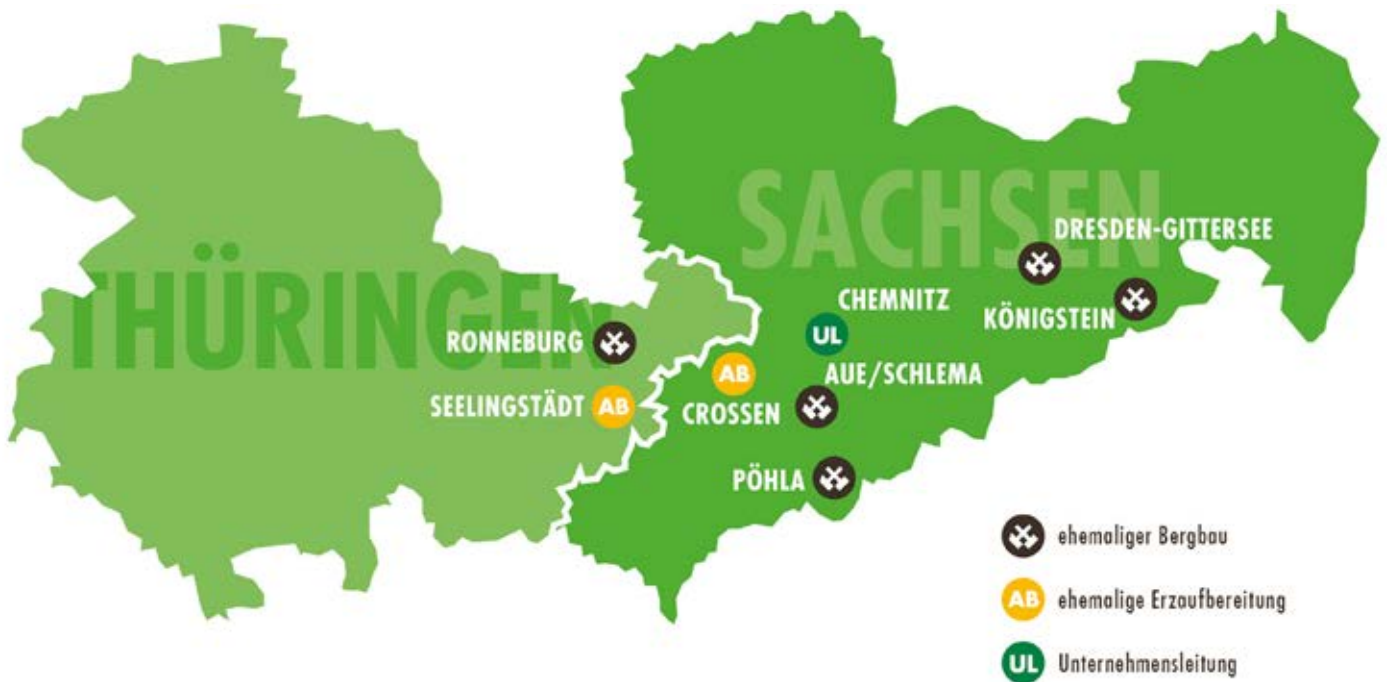 SACHSEN
DRESDEN-GITTERSEE
THÜRINGEN
CHEMNITZ
KÖNIGSTEIN
RONNEBURG
UL
AB
AUE/SCHLEMA
SEELINGSTÄDT AB
CROSSEN
PÖHLA
ehemaliger Bergbau
AB ehemalige Erzaufbereitung
UL Unternehmensleitung